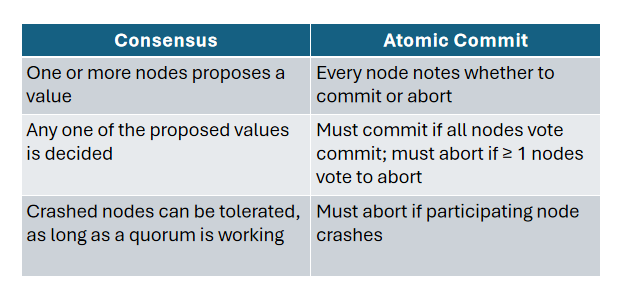 Consensus
Atomic Commit
One or more nodes proposes a
value
Every node notes whether to
commit or abort
Any one of the proposed values
is decided
Must commit if all nodes vote
commit; must abort if ≥ 1 nodes
vote to abort
Crashed nodes can be tolerated,
as long as a quorum is working
Must abort if participating node
crashes